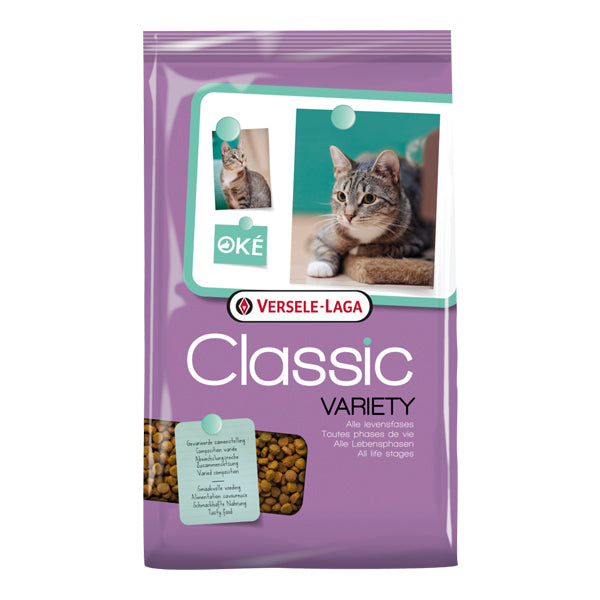 OKÉ
VERSELE-LAGA
Classic
VARIETY
Alle levensfases
Toutes phases de vie
Alle Lebensphasen
All life stages
Gevarieerde samenstelling
Composition variée
Abwechslungsreiche
Zusammensetzung
Varied composition
Smaakvolle voeding
Alimentation savoureuse
Schmackhafte Nahrung
Tasty food